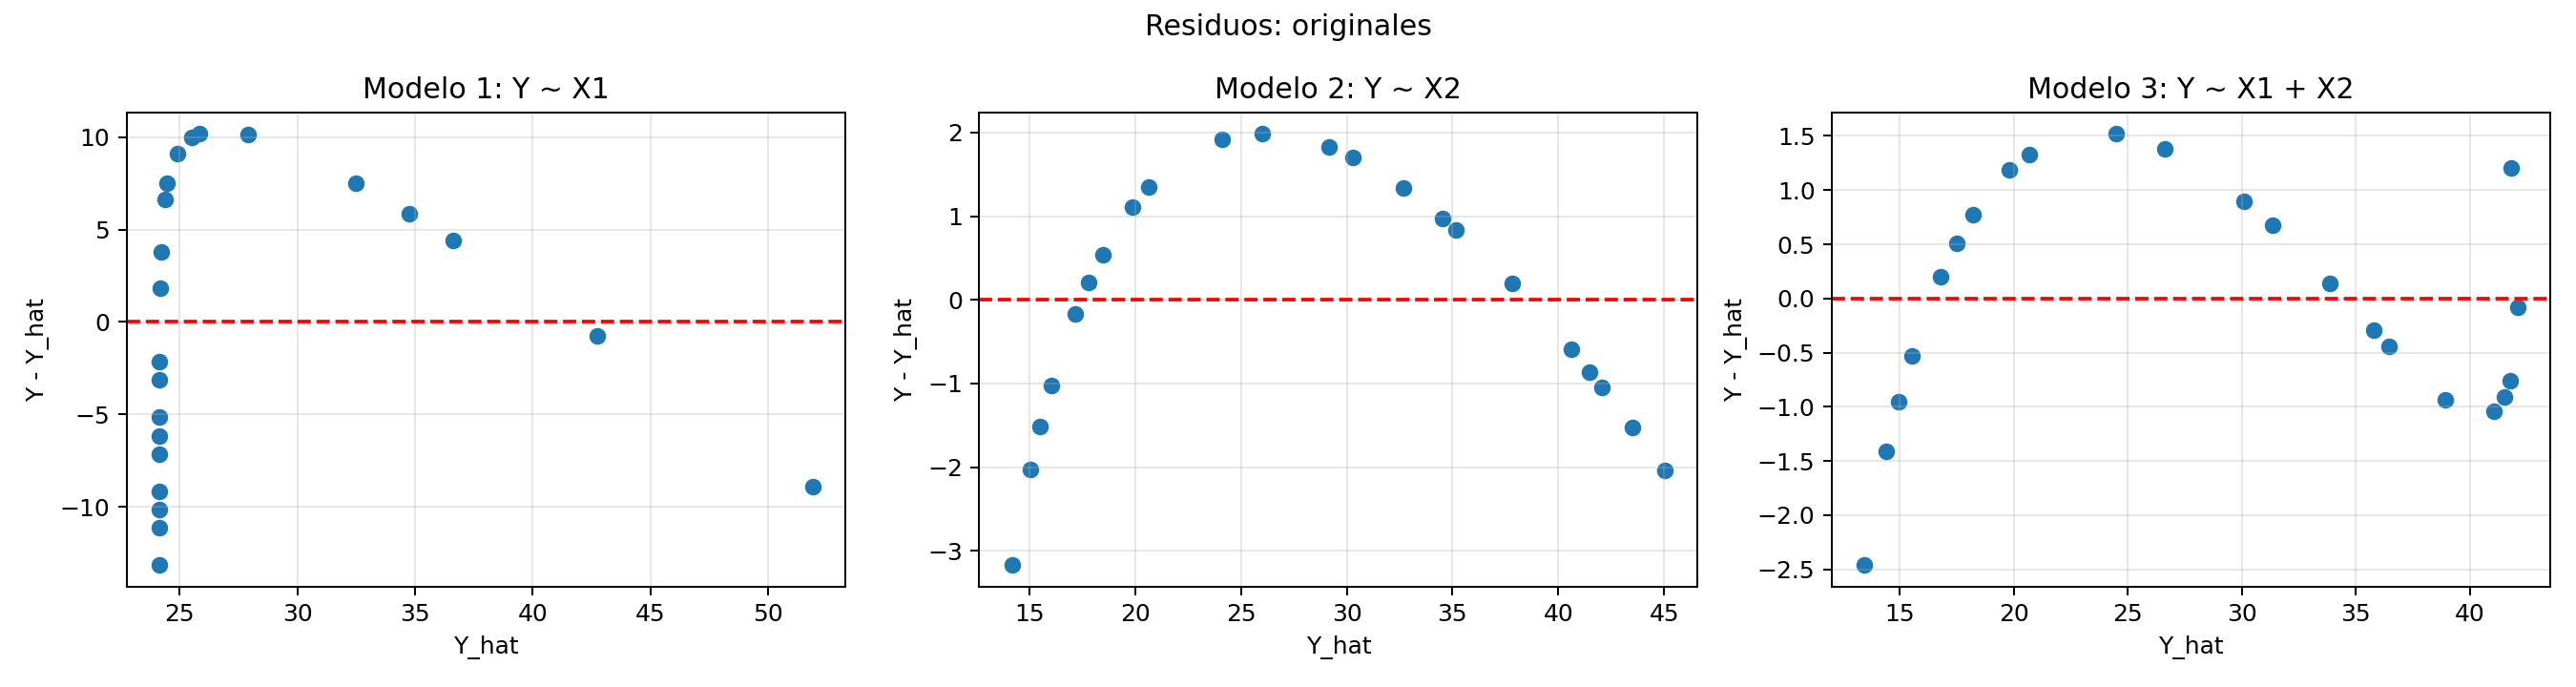 Residuos: originales
Modelo 1: Y ~ X1
Y - Y_hat
10
5
0
−5
−10
25 30 35 40 45 50
Y_hat
Modelo 2: Y ~ X2
Y - Y_hat
2
1
0
−1
−2
−3
15 20 25 30 35 40 45
Y_hat
Modelo 3: Y ~ X1 + X2
Y - Y_hat
1.5
1.0
0.5
0.0
−0.5
−1.0
−1.5
−2.0
−2.5
15 20 25 30 35 40
Y_hat